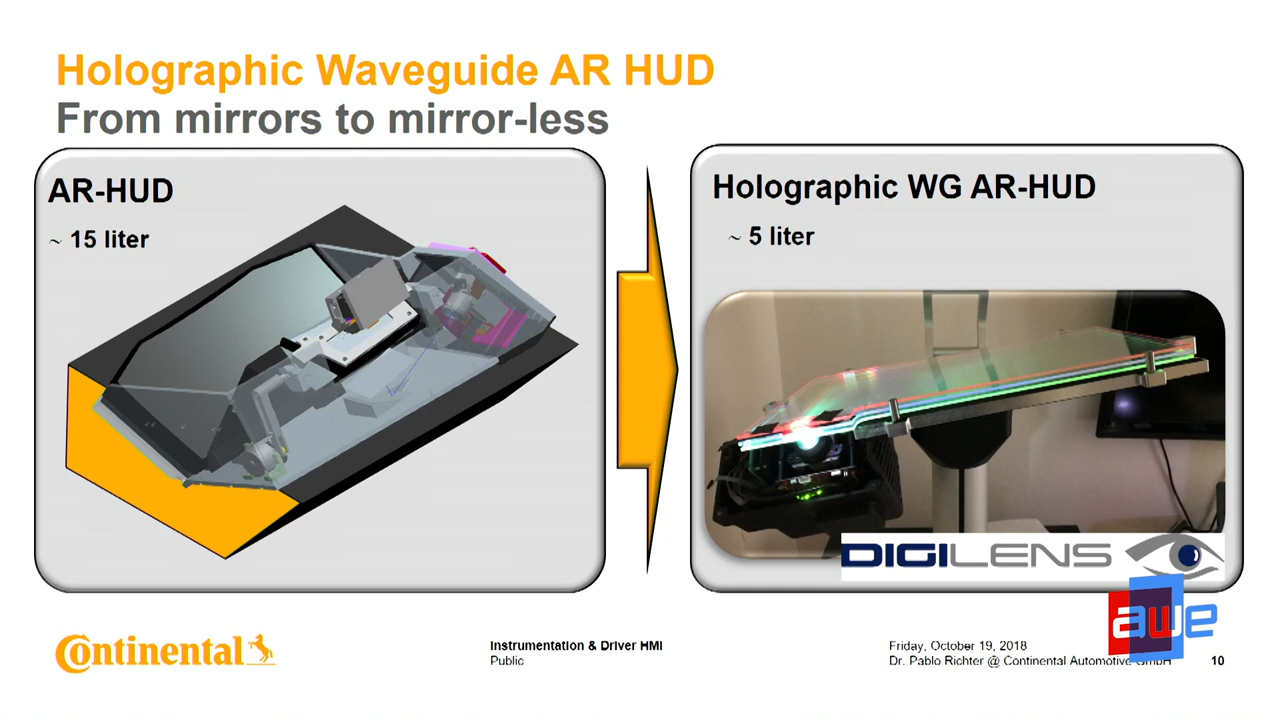 Holographic Waveguide AR HUD
From mirrors to mirror-less
AR-HUD
~ 15 liter
Holographic WG AR-HUD
~ 5 liter
DIGILENS
awe
Continental
Instrumentation & Driver HMI
Public
Friday, October 19, 2018
Dr. Pablo Richter @ Continental Automotive GmbH
10